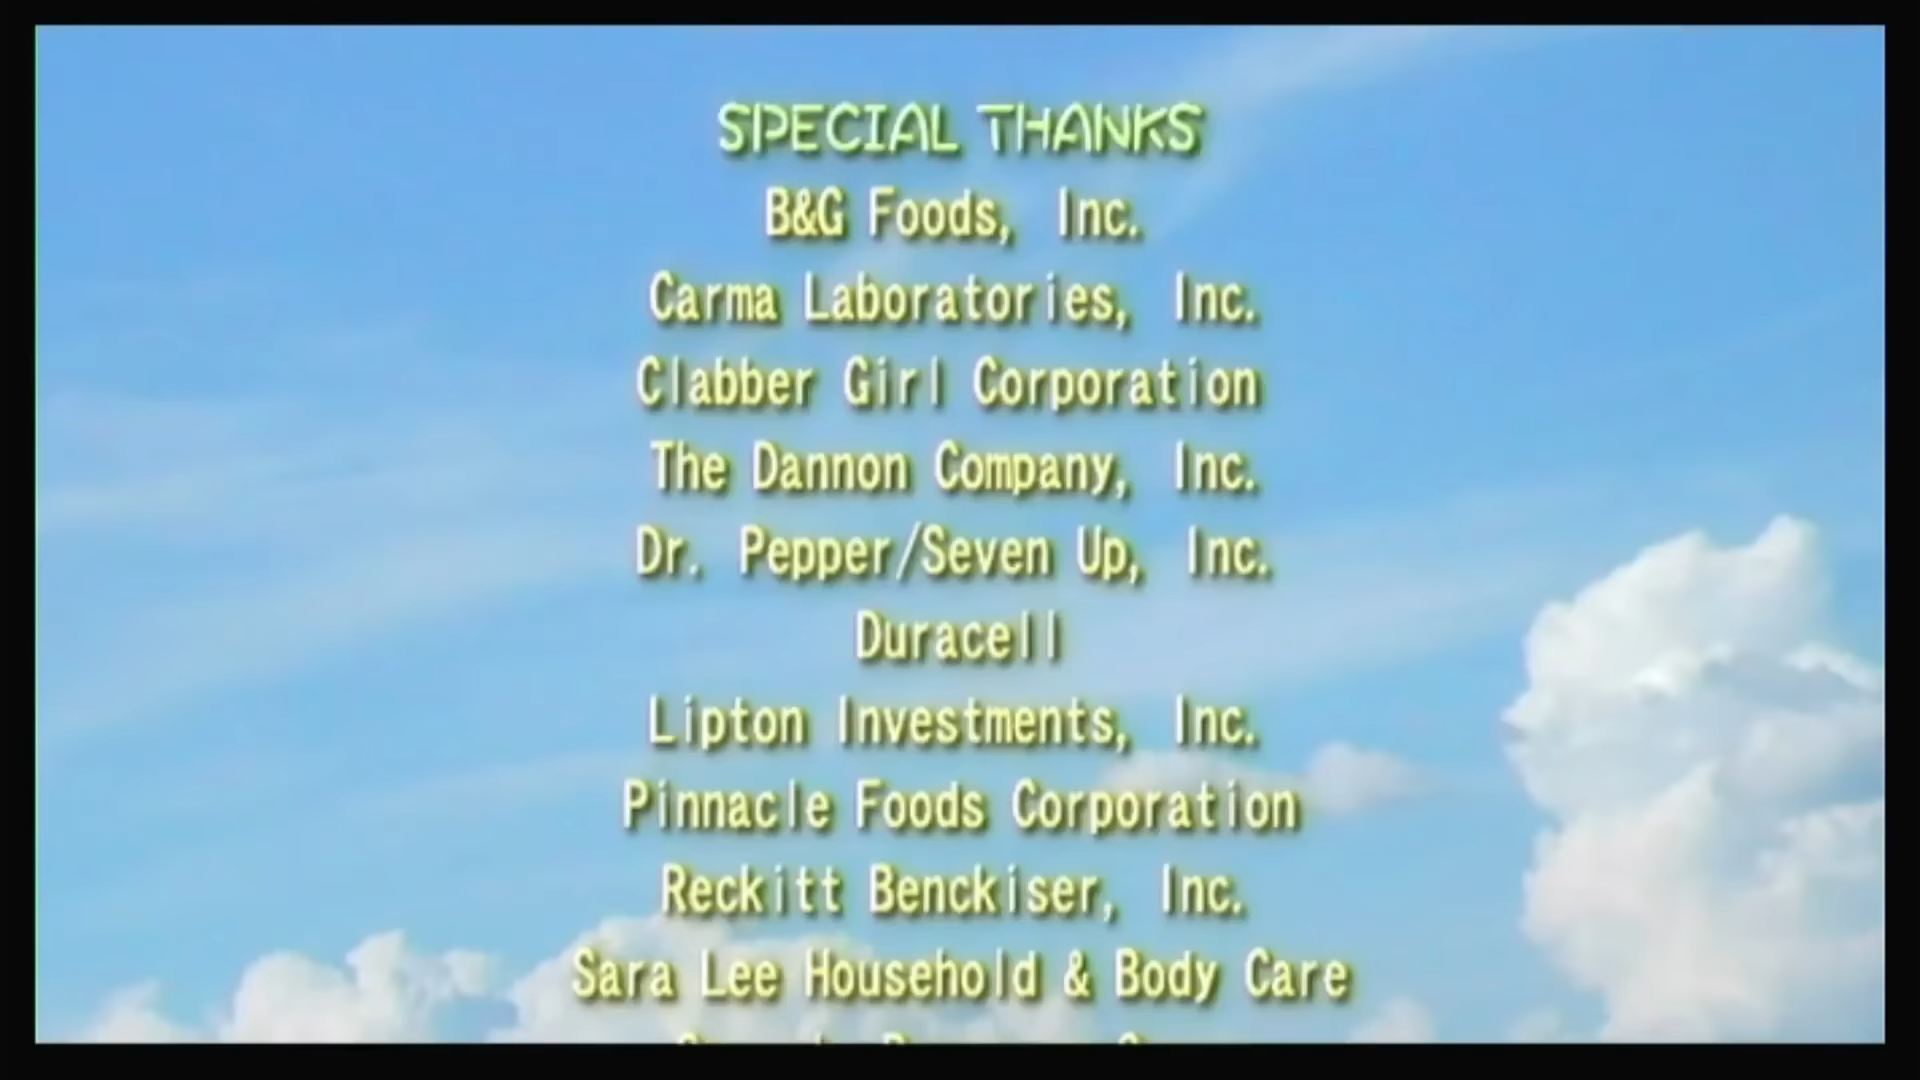 SPECIAL THANKS
B&G Foods, Inc.
Carma Laboratories, Inc.
Clabber Girl Corporation
The Dannon Company, Inc.
Dr. Pepper/Seven Up, Inc.
Duracell
Lipton Investments, Inc.
Pinnacle Foods Corporation
Reckitt Benckiser, Inc.
Sara Lee Household & Body Care